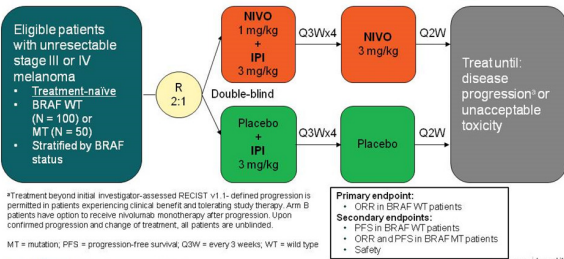 Eligible patients
with unresectable
stage III or IV
melanoma
• Treatment-naïve
• BRAF WT
(N = 100) or
MT (N = 50)
• Stratified by BRAF
status
R
2:1
Double-blind
NIVO
1 mg/kg
+
IPI
3 mg/kg
Q3Wx4
NIVO
3 mg/kg
Q2W
Placebo
+
IPI
3 mg/kg
Q3Wx4
Placebo
Q2W
Treat until:
disease
progressionᵃ or
unacceptable
toxicity
ᵃTreatment beyond initial investigator-assessed RECIST v1.1- defined progression is
permitted in patients experiencing clinical benefit and tolerating study therapy. Arm B
patients have option to receive nivolumab monotherapy after progression. Upon
confirmed progression and change of treatment, all patients are unblinded.
MT = mutation; PFS = progression-free survival; Q3W = every 3 weeks; WT = wild type
Primary endpoint:
• ORR in BRAF WT patients
Secondary endpoints:
• PFS in BRAF WT patients
• ORR and PFS in BRAF MT patients
• Safety